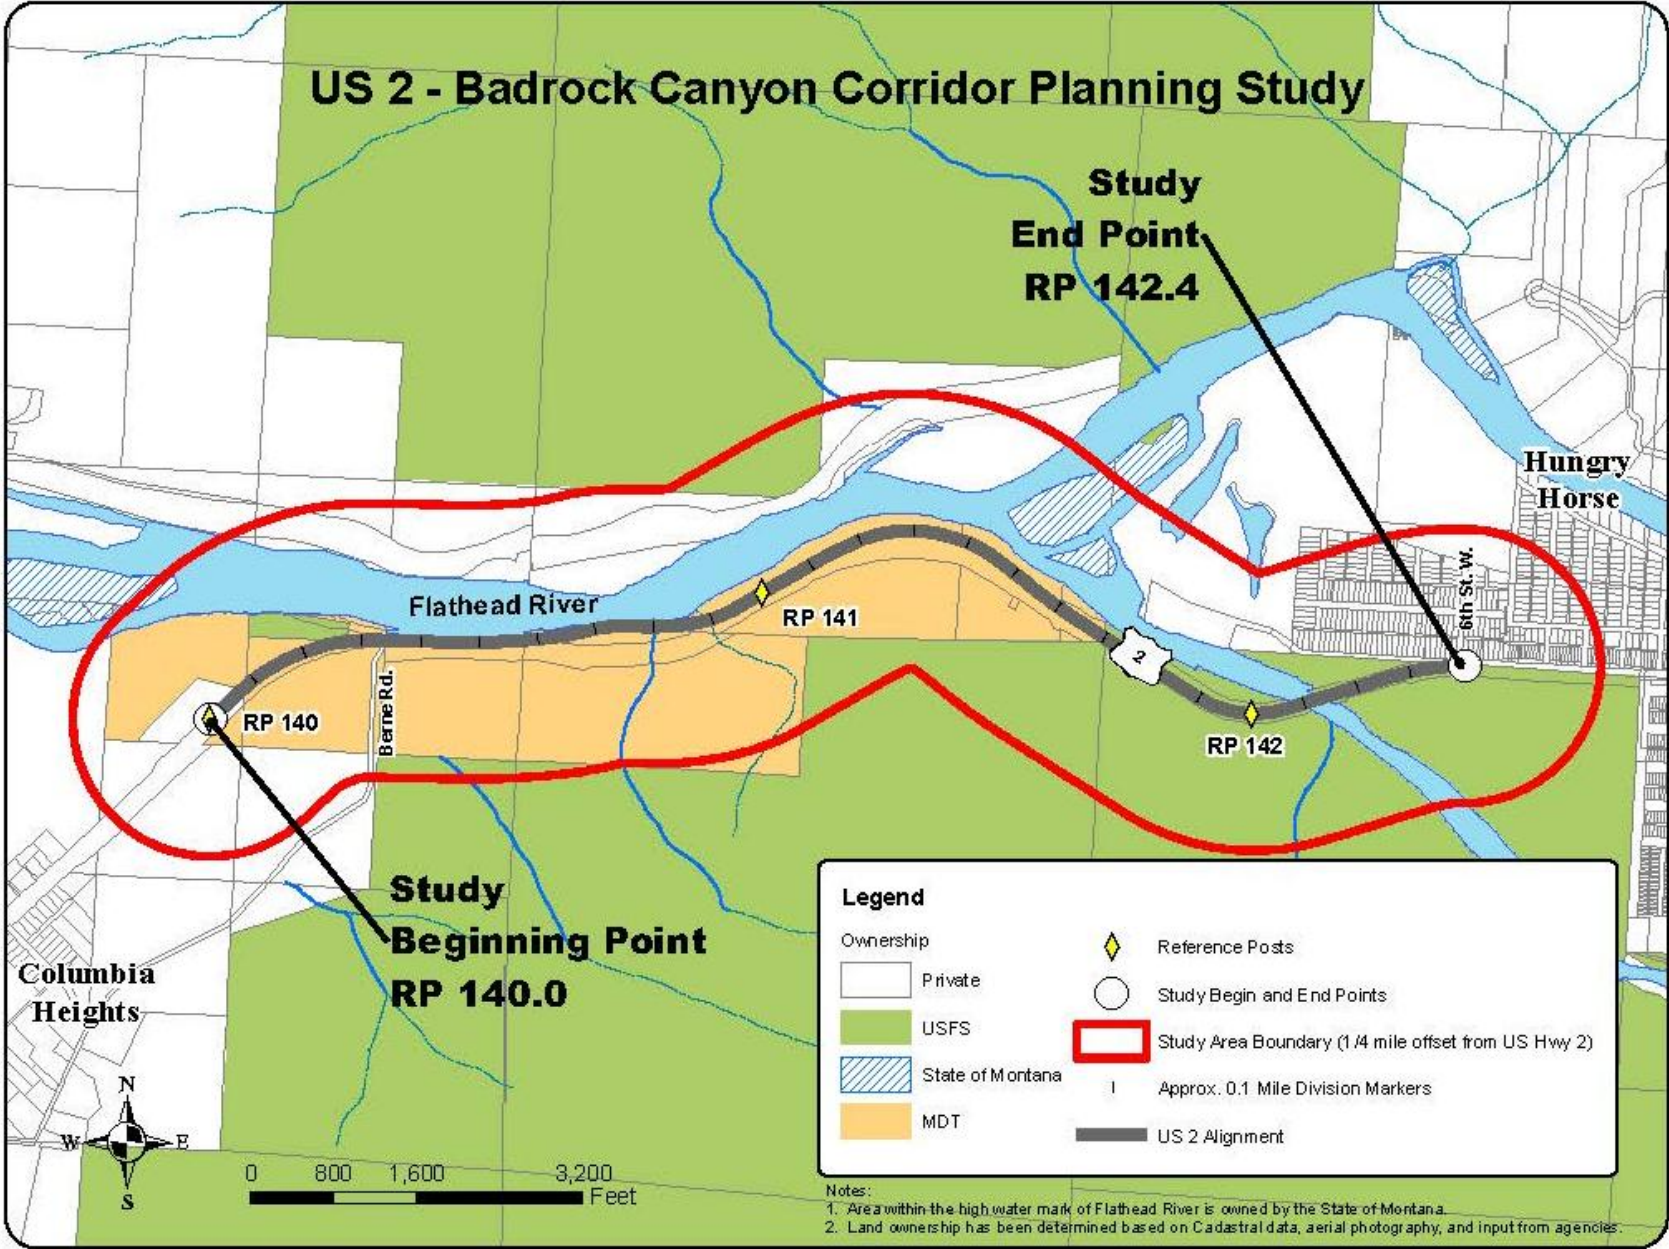 US 2 - Badrock Canyon Corridor Planning Study
Study
End Point
RP 142.4
Hungry
Horse
6th St. W.
Flathead River
RP 141
2
RP 142
RP 140
Berne Rd.
Study
Beginning Point
RP 140.0
Columbia
Heights
N
W
E
S
0 800 1,600 3,200
Feet
Legend
Ownership
Private
USFS
State of Montana
MDT
Reference Posts
Study Begin and End Points
Study Area Boundary (1/4 mile offset from US Hwy 2)
Approx. 0.1 Mile Division Markers
US 2 Alignment
Notes:
1. Area within the high water mark of Flathead River is owned by the State of Montana.
2. Land ownership has been determined based on Cadastral data, aerial photography, and input from agencies.